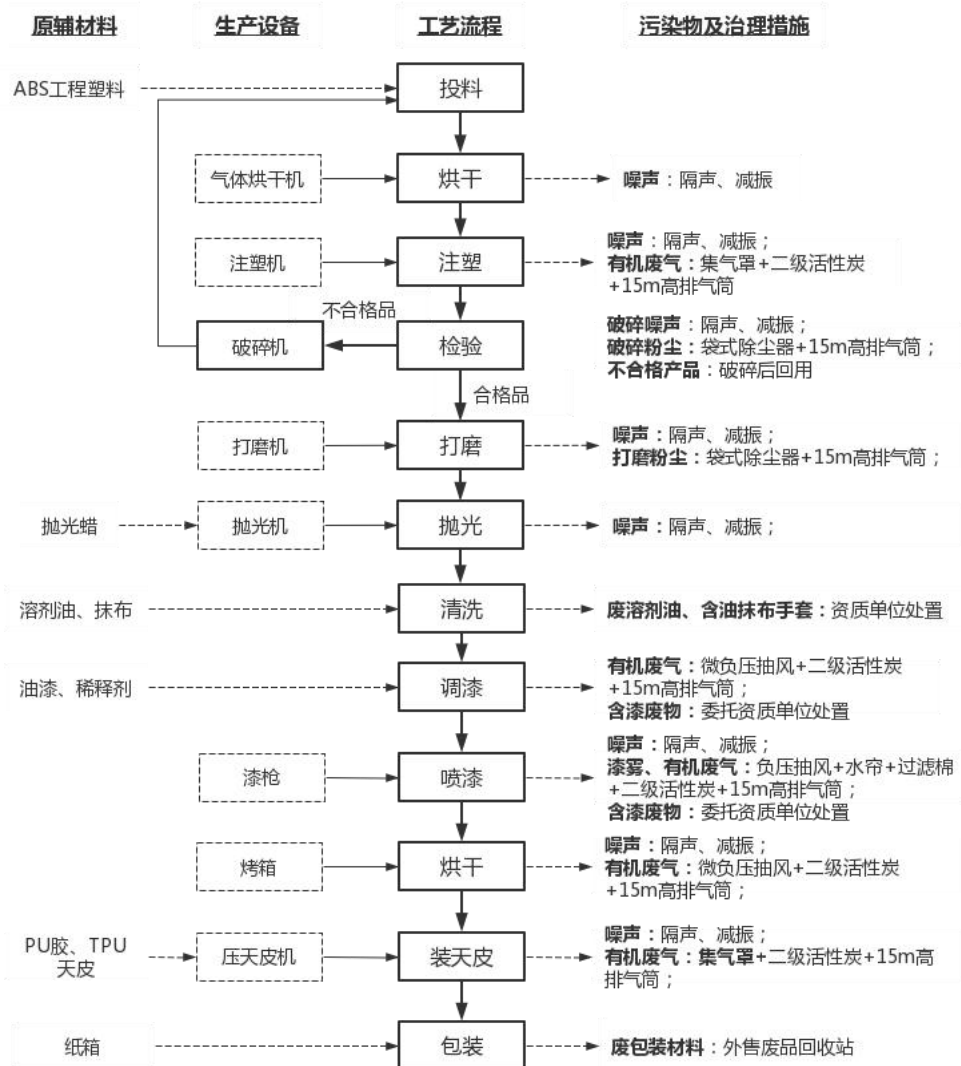 原辅材料
生产设备
工艺流程
污染物及治理措施
ABS工程塑料
投料
气体烘干机
烘干
噪声：隔声、减振
注塑机
注塑
噪声：隔声、减振；
有机废气：集气罩+二级活性炭
+15m高排气筒
不合格品
破碎机
检验
破碎噪声：隔声、减振；
破碎粉尘：袋式除尘器+15m高排气筒；
不合格产品：破碎后回用
合格品
打磨机
打磨
噪声：隔声、减振；
打磨粉尘：袋式除尘器+15m高排气筒；
抛光蜡
抛光机
抛光
噪声：隔声、减振；
溶剂油、抹布
清洗
废溶剂油、含油抹布手套：资质单位处置
油漆、稀释剂
调漆
有机废气：微负压抽风+二级活性炭
+15m高排气筒；
含漆废物：委托资质单位处置
漆枪
喷漆
噪声：隔声、减振；
漆雾、有机废气：负压抽风+水帘+过滤棉
+二级活性炭+15m高排气筒；
含漆废物：委托资质单位处置
烤箱
烘干
噪声：隔声、减振；
有机废气：微负压抽风+二级活性炭
+15m高排气筒；
PU胶、TPU
天皮
压天皮机
装天皮
噪声：隔声、减振；
有机废气：集气罩+二级活性炭+15m高
排气筒；
纸箱
包装
废包装材料：外售废品回收站